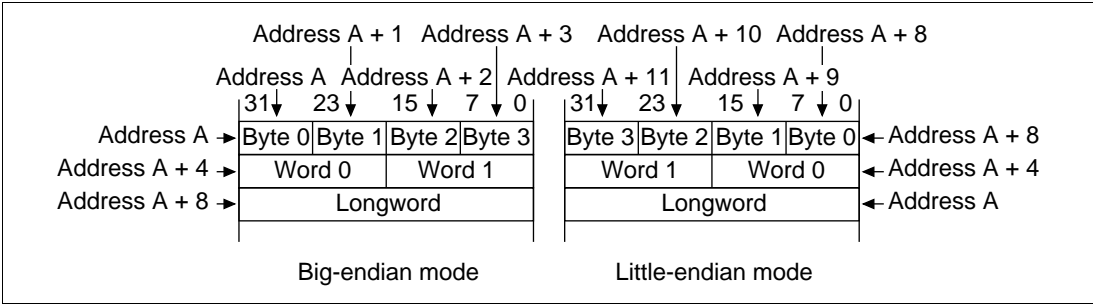 Address A + 1 Address A + 3 Address A + 10 Address A + 8
Address A Address A + 2 Address A + 11 Address A + 9
31 23 15 7 0 31 23 15 7 0
Address A Byte 0 Byte 1 Byte 2 Byte 3 Byte 3 Byte 2 Byte 1 Byte 0 Address A + 8
Address A + 4 Word 0 Word 1 Word 1 Word 0 Address A + 4
Address A + 8 Longword Longword Address A
Big-endian mode Little-endian mode